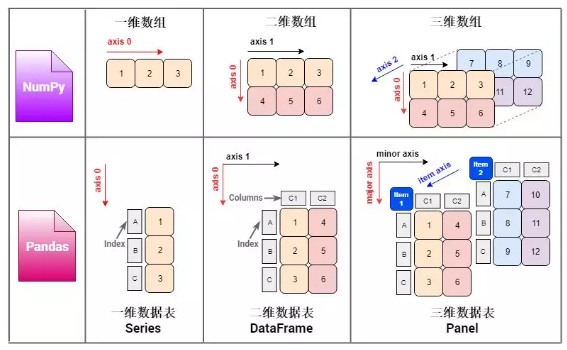 一维数组
二维数组
三维数组
NumPy
axis 0
1 2 3
axis 1
axis 0
1 2 3
4 5 6
axis 2
axis 1
axis 0
7 8 9
11 12
1 2 3
4 5 6
Pandas
axis 0
Index
A 1
B 2
C 3
一维数据表
Series
axis 1
axis 0
Columns
C1 C2
Index
A 1 4
B 2 5
C 3 6
二维数据表
DataFrame
minor axis
major axis
item axis
Item
1
C1 C2
A 1 4
B 2 5
C 3 6
Item
2
C1 C2
A 7 10
B 8 11
C 9 12
三维数据表
Panel